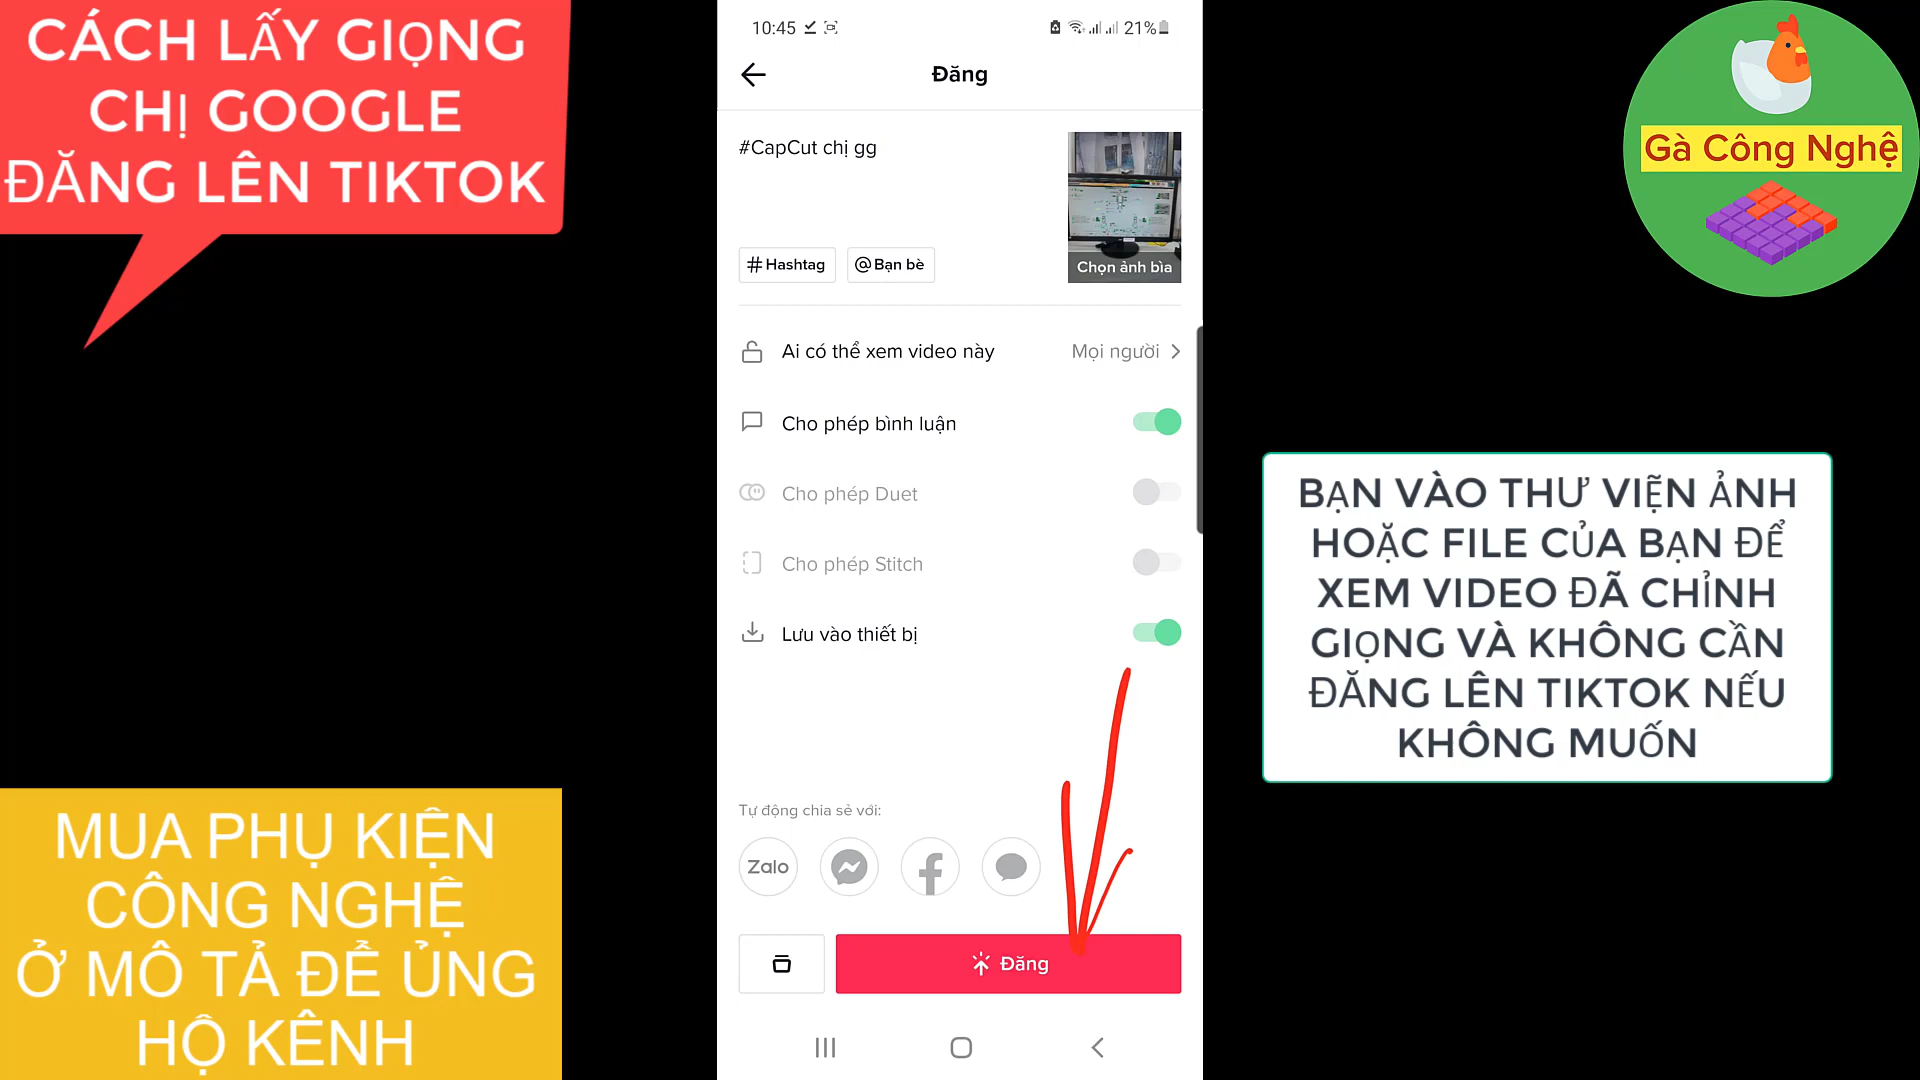 CÁCH LẤY GIỌNG
CHỊ GOOGLE
ĐĂNG LÊN TIKTOK
10:45
21%
Đăng
#CapCut chị gg
Chọn ảnh bìa
#Hashtag
@Bạn bè
Ai có thể xem video này
Mọi người
Cho phép bình luận
Cho phép Duet
Cho phép Stitch
Lưu vào thiết bị
Tự động chia sẻ với:
Zalo
Đăng
Gà Công Nghệ
BẠN VÀO THƯ VIỆN ẢNH
HOẶC FILE CỦA BẠN ĐỂ
XEM VIDEO ĐÃ CHỈNH
GIỌNG VÀ KHÔNG CẦN
ĐĂNG LÊN TIKTOK NẾU
KHÔNG MUỐN
MUA PHỤ KIỆN
CÔNG NGHỆ
Ở MÔ TẢ ĐỂ ỦNG
HỘ KÊNH